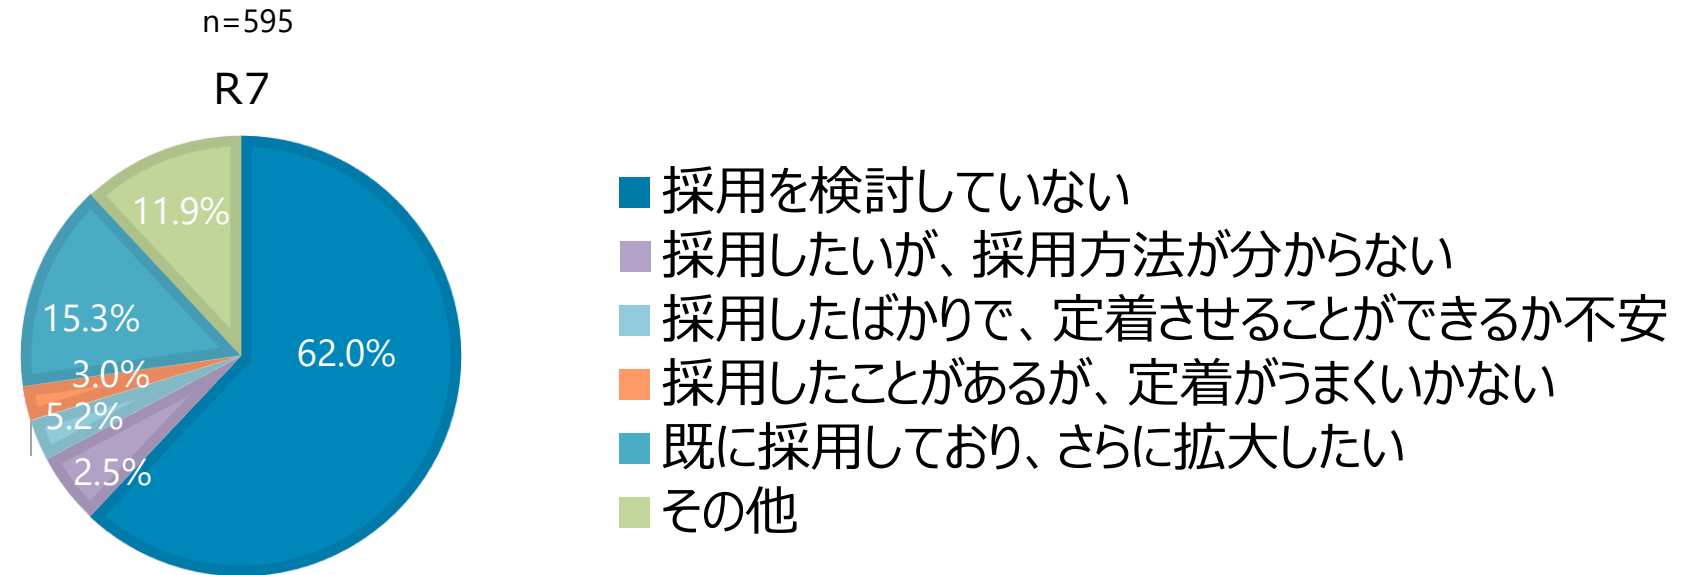 n=595
R7
11.9%
15.3%
62.0%
3.0%
5.2%
2.5%
採用を検討していない
採用したいが、採用方法が分からない
採用したばかりで、定着させることができるか不安
採用したことがあるが、定着がうまくいかない
既に採用しており、さらに拡大したい
その他